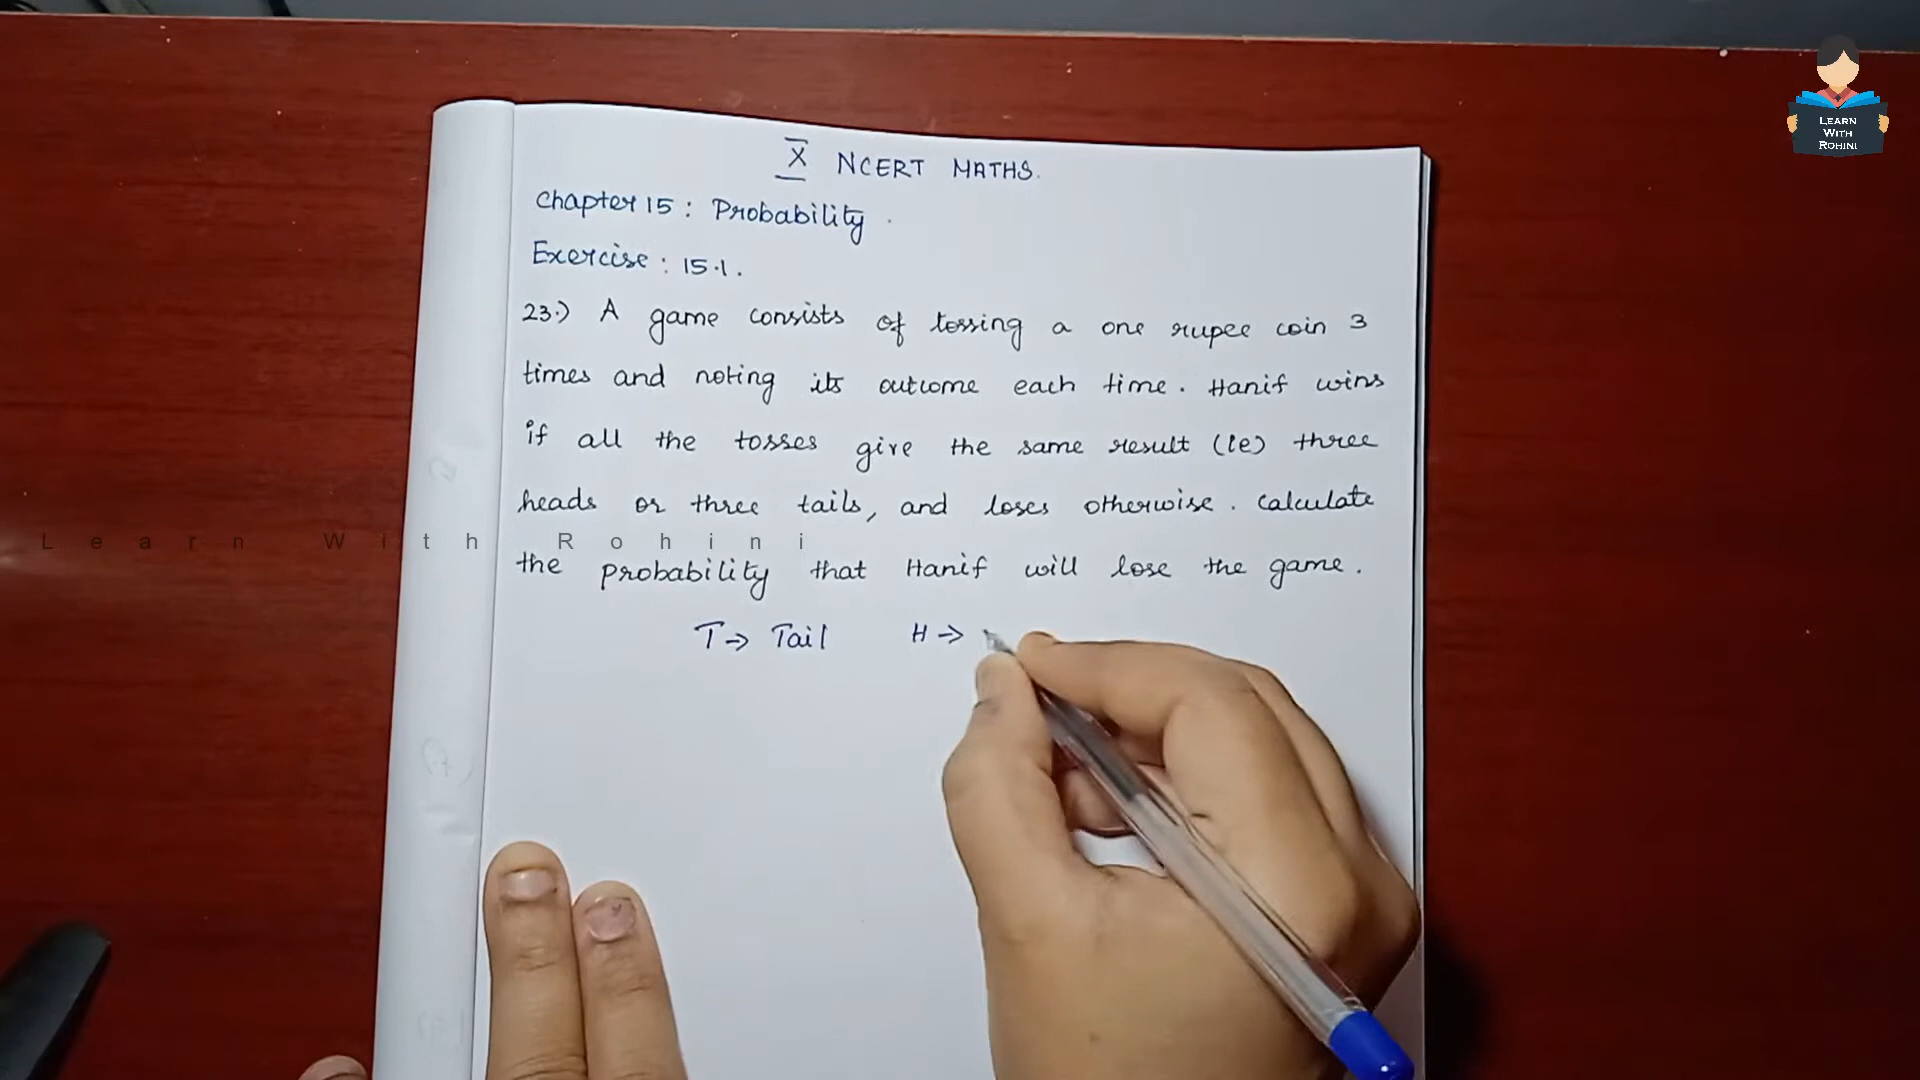 LEARN
WITH
ROHINI
X NCERT MATHS.
Chapter 15 : Probability.
Exercise : 15.1.
23.) A game consists of tossing a one rupee coin 3
times and noting its outcome each time. Hanif wins
if all the tosses give the same result (ie) three
heads or three tails, and loses otherwise. Calculate
Learn With Rohini
the probability that Hanif will lose the game.
T → Tail H →